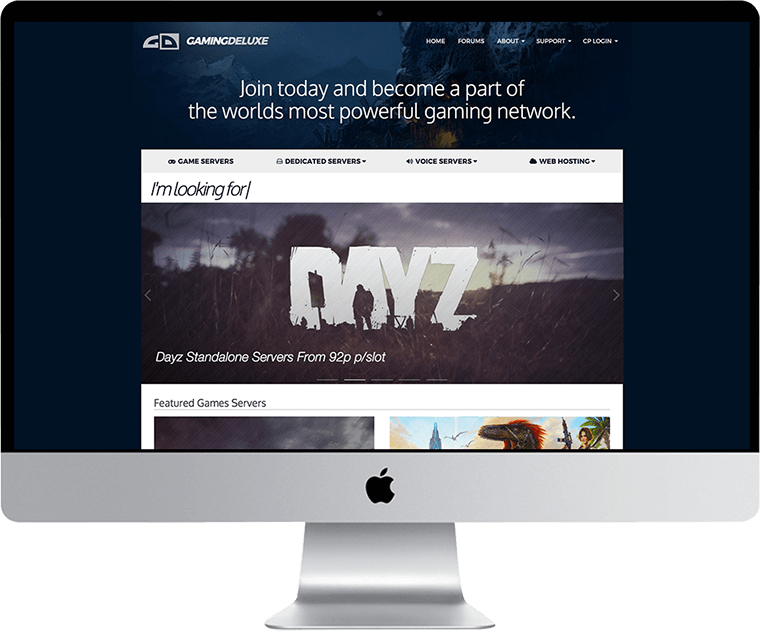 GAMINGDELUXE
HOME FORUMS ABOUT SUPPORT CP LOGIN
Join today and become a part of
the worlds most powerful gaming network.
GAME SERVERS DEDICATED SERVERS VOICE SERVERS WEB HOSTING
I'm looking for|
DAYZ
Dayz Standalone Servers From 92p p/slot
Featured Games Servers